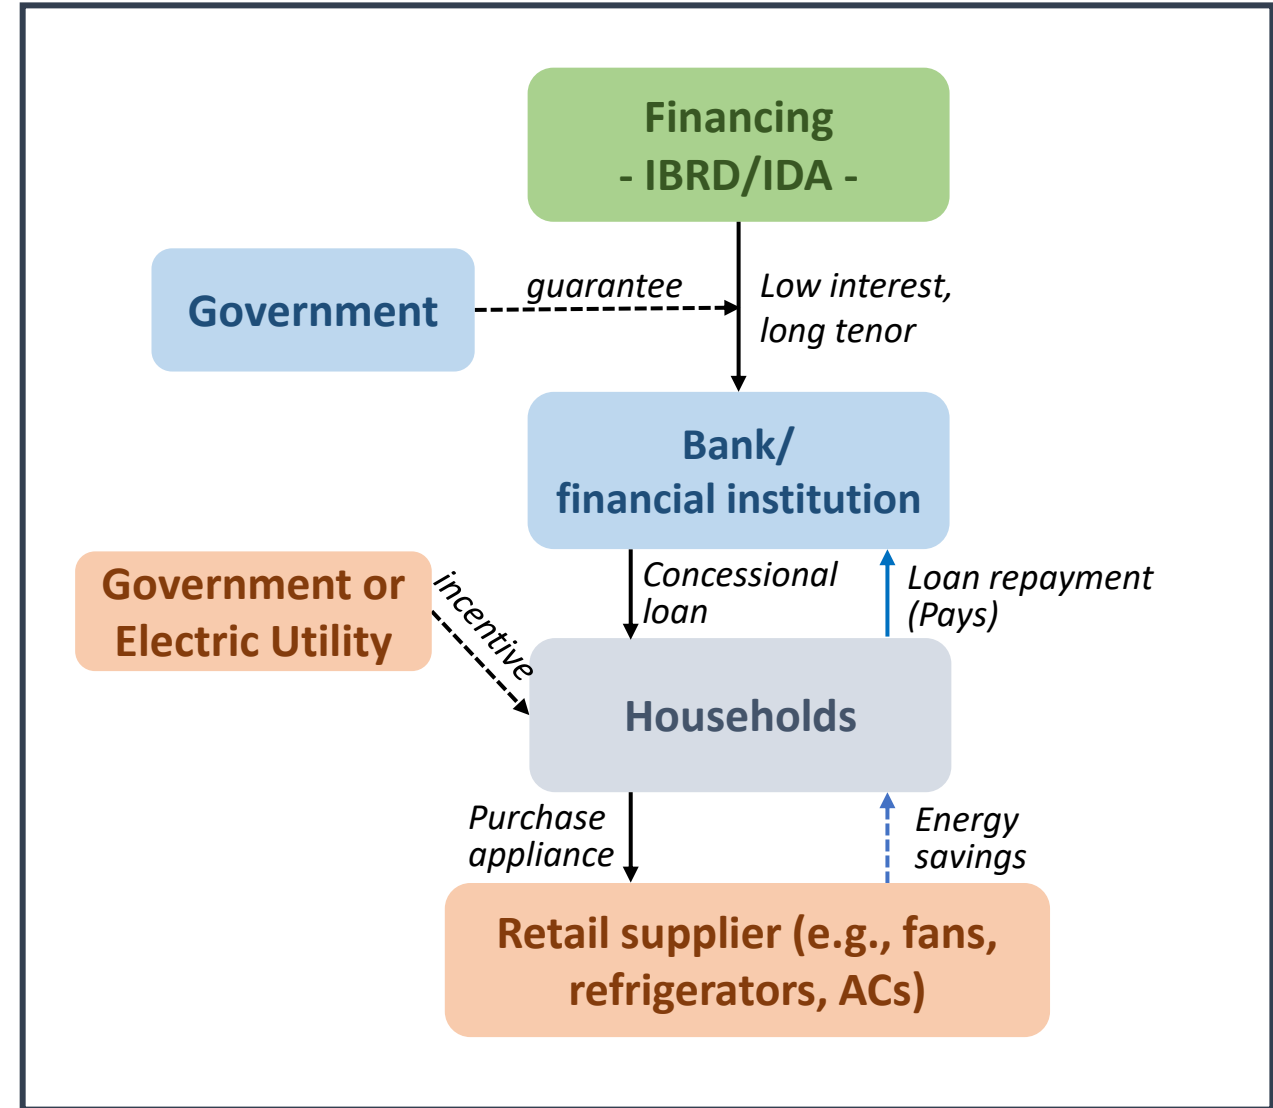 Financing
- IBRD/IDA -
Government
guarantee
Low interest,
long tenor
Bank/
financial institution
Government or
Electric Utility
incentive
Concessional
loan
Loan repayment
(Pays)
Households
Purchase
appliance
Energy
savings
Retail supplier (e.g., fans,
refrigerators, ACs)